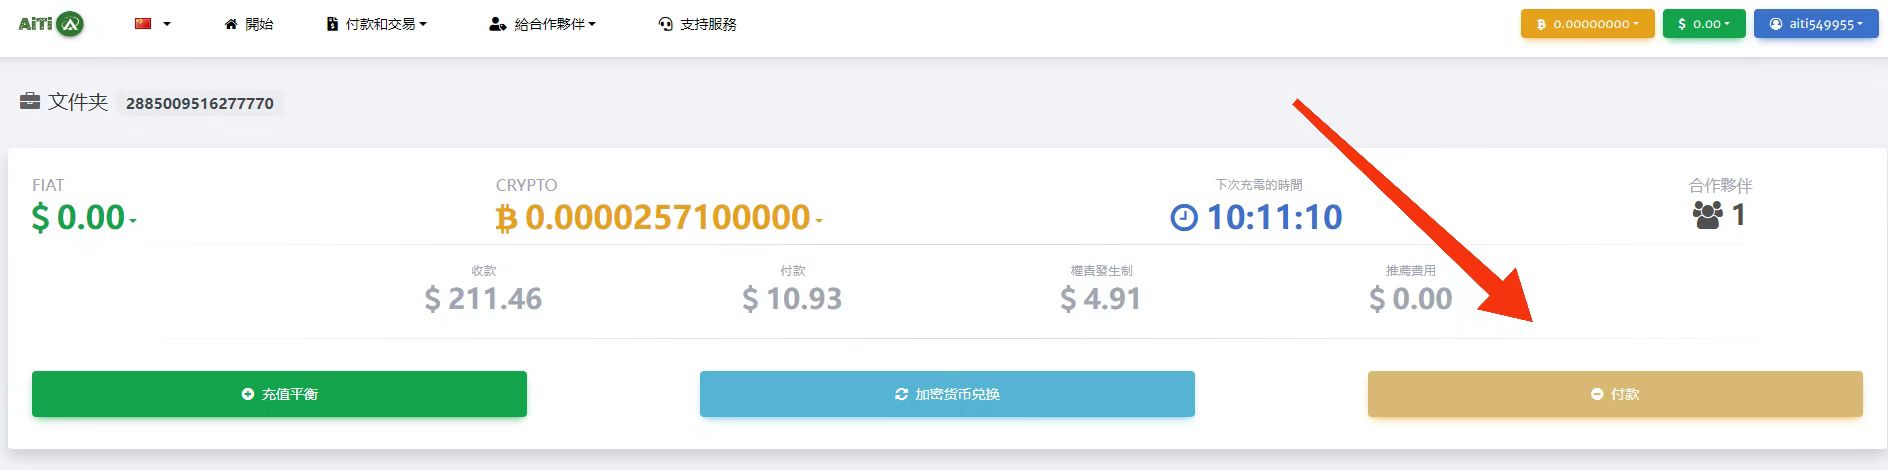 AiTi
開始
付款和交易
給合作夥伴
支持服務
0.00000000
$ 0.00
aiti549955
文件夹 2885009516277770
FIAT
$ 0.00
CRYPTO
0.0000257100000
下次充電的時間
10:11:10
合作夥伴
1
收款
$ 211.46
付款
$ 10.93
權責發生制
$ 4.91
推薦費用
$ 0.00
充值平衡
加密货币兑换
付款